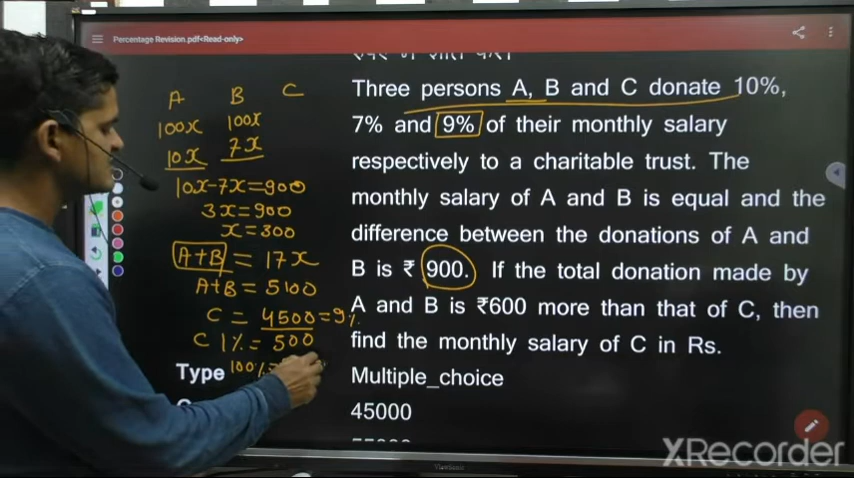 Percentage Revision.pdf<Read-only>
Three persons A, B and C donate 10%,
7% and 9% of their monthly salary
respectively to a charitable trust. The
monthly salary of A and B is equal and the
difference between the donations of A and
B is ₹ 900. If the total donation made by
A and B is ₹600 more than that of C, then
find the monthly salary of C in Rs.
Type Multiple_choice
45000
A B C
100x 100x
10x 7x
10x-7x=900
3x=900
x=300
A+B = 17x
A+B = 5100
C = 4500=9%
C 1%= 500
100%=
ViewSonic
XRecorder